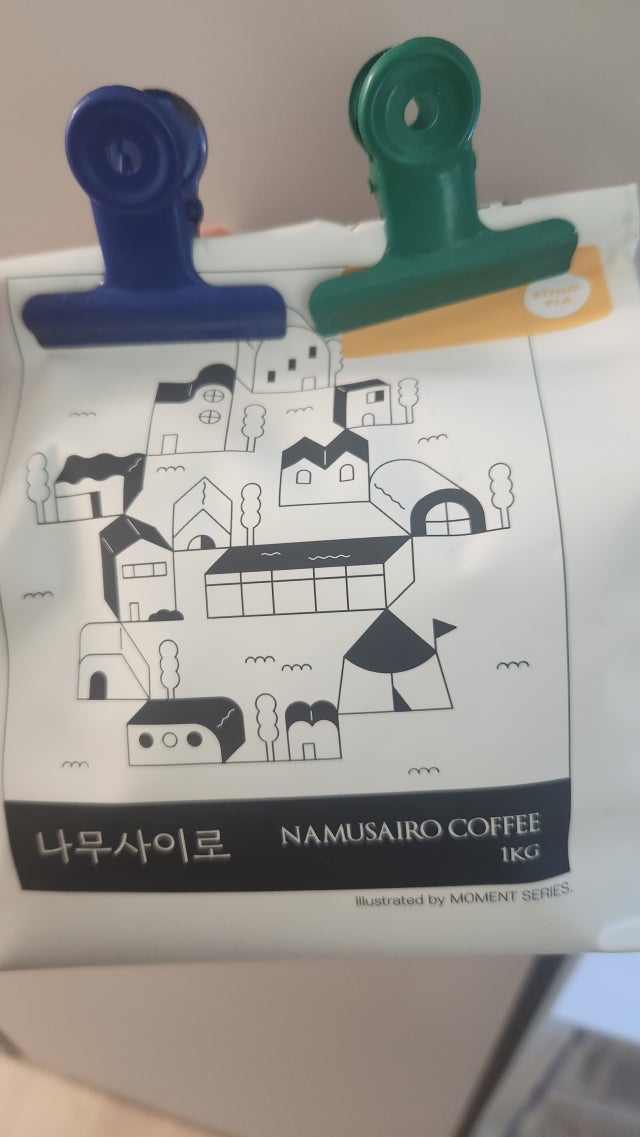 ETHIO
PIA
나무사이로
NAMUSAIRO COFFEE
1KG
Illustrated by MOMENT SERIES.